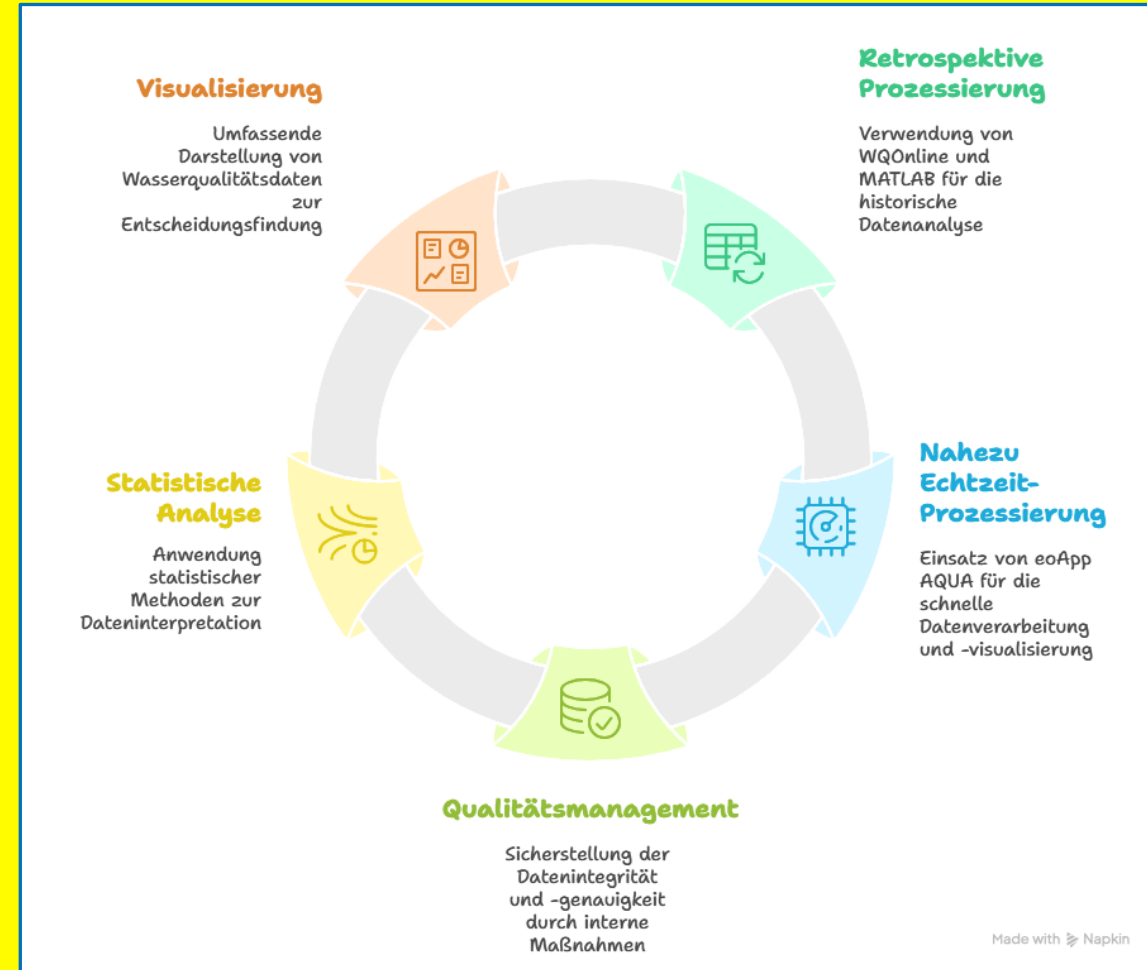 Visualisierung
Umfassende
Darstellung von
Wasserqualitätsdaten
zur
Entscheidungsfindung
Retrospektive
Prozessierung
Verwendung von
WQOnline und
MATLAB für die
historische
Datenanalyse
Statistische
Analyse
Anwendung
statistischer
Methoden zur
Dateninterpretation
Nahezu
Echtzeit-
Prozessierung
Einsatz von eoApp
AQUA für die
schnelle
Datenverarbeitung
und -visualisierung
Qualitätsmanagement
Sicherstellung der
Datenintegrität
und -genauigkeit
durch interne
Maßnahmen
Made with Napkin